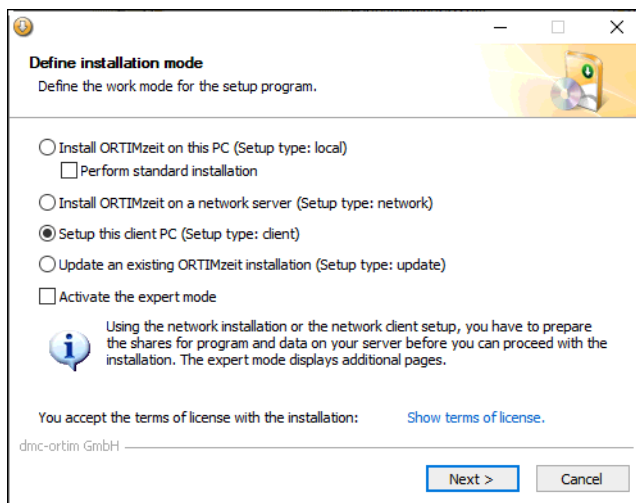 Define installation mode
Define the work mode for the setup program.
Install ORTIMzeit on this PC (Setup type: local)
Perform standard installation
Install ORTIMzeit on a network server (Setup type: network)
Setup this client PC (Setup type: client)
Update an existing ORTIMzeit installation (Setup type: update)
Activate the expert mode
Using the network installation or the network client setup, you have to prepare
the shares for program and data on your server before you can proceed with the
installation. The expert mode displays additional pages.
You accept the terms of license with the installation: Show terms of license.
dmc-ortim GmbH
Next > Cancel